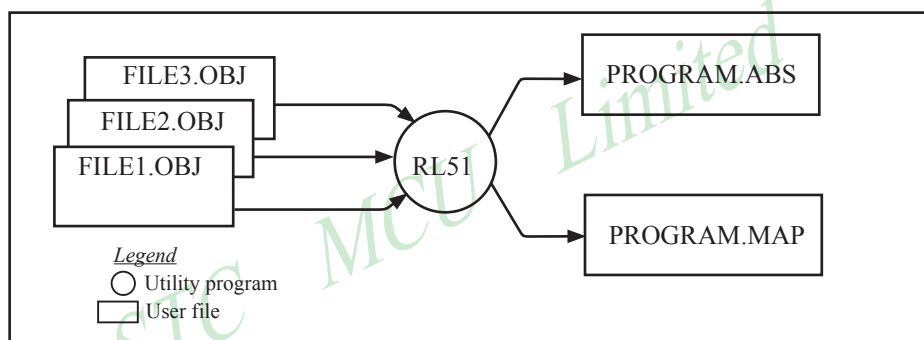 FILE3.OBJ
FILE2.OBJ
FILE1.OBJ
RL51
PROGRAM.ABS
PROGRAM.MAP
Legend
Utility program
User file
STC MCU Limited